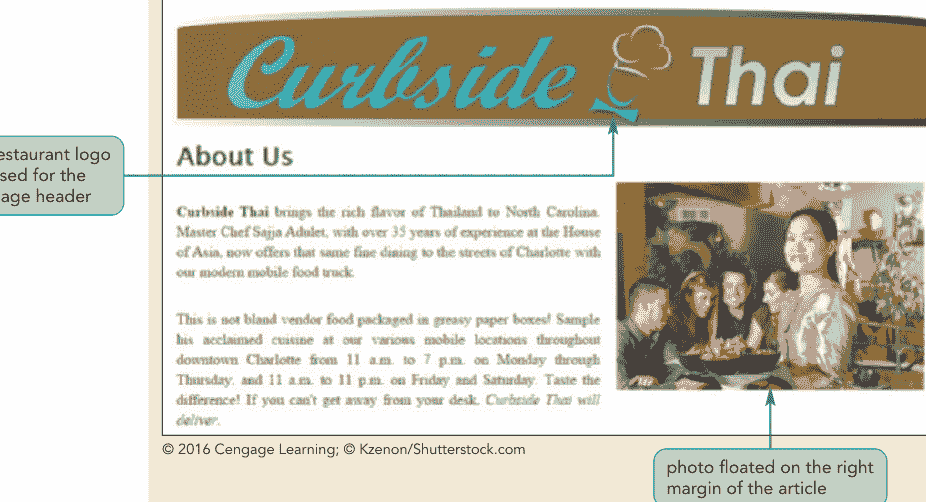 Curbside Thai
estaurant logo
sed for the
age header
About Us
Curbside Thai brings the rich flavor of Thailand to North Carolina.
Master Chef Sajja Adulet, with over 35 years of experience at the House
of Asia, now offers that same fine dining to the streets of Charlotte with
our modern mobile food truck.
This is not bland vendor food packaged in greasy paper boxes! Sample
his acclaimed cuisine at our various mobile locations throughout
downtown Charlotte from 11 a.m. to 7 p.m. on Monday through
Thursday, and 11 a.m. to 11 p.m. on Friday and Saturday. Taste the
difference! If you can't get away from your desk, Curbside Thai will
deliver.
© 2016 Cengage Learning; © Kzenon/Shutterstock.com
photo floated on the right
margin of the article